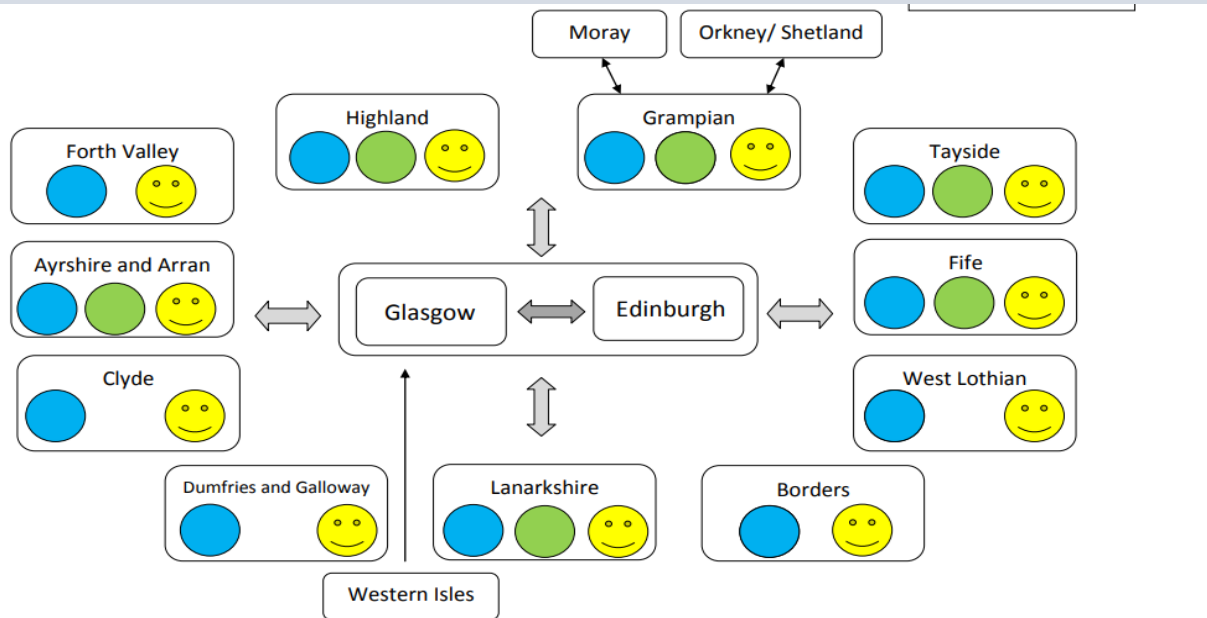 Moray
Orkney/ Shetland
Highland
Grampian
Forth Valley
Tayside
Ayrshire and Arran
Fife
Glasgow
Edinburgh
Clyde
West Lothian
Dumfries and Galloway
Lanarkshire
Borders
Western Isles